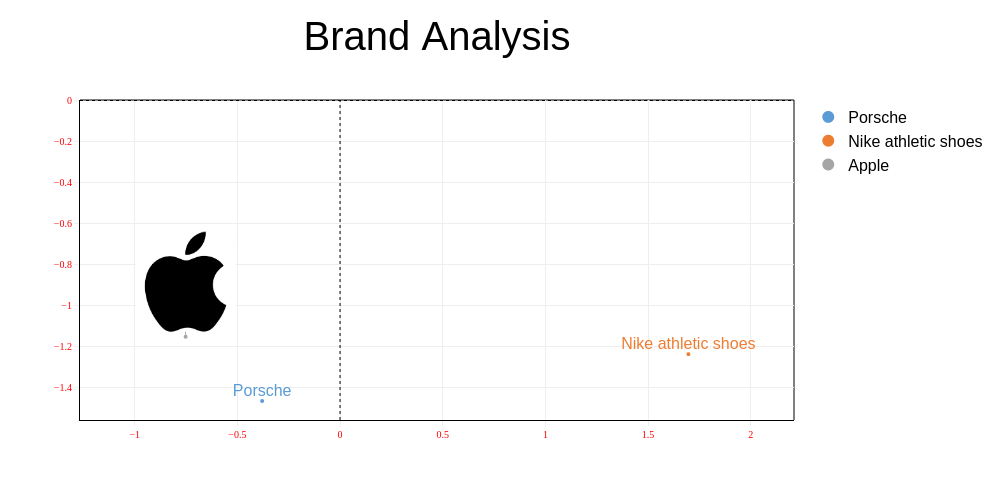 Brand Analysis
0
−0.2
−0.4
−0.6
−0.8
−1
−1.2
−1.4
−1
−0.5
0
0.5
1
1.5
2
Porsche
Nike athletic shoes
Porsche
Nike athletic shoes
Apple